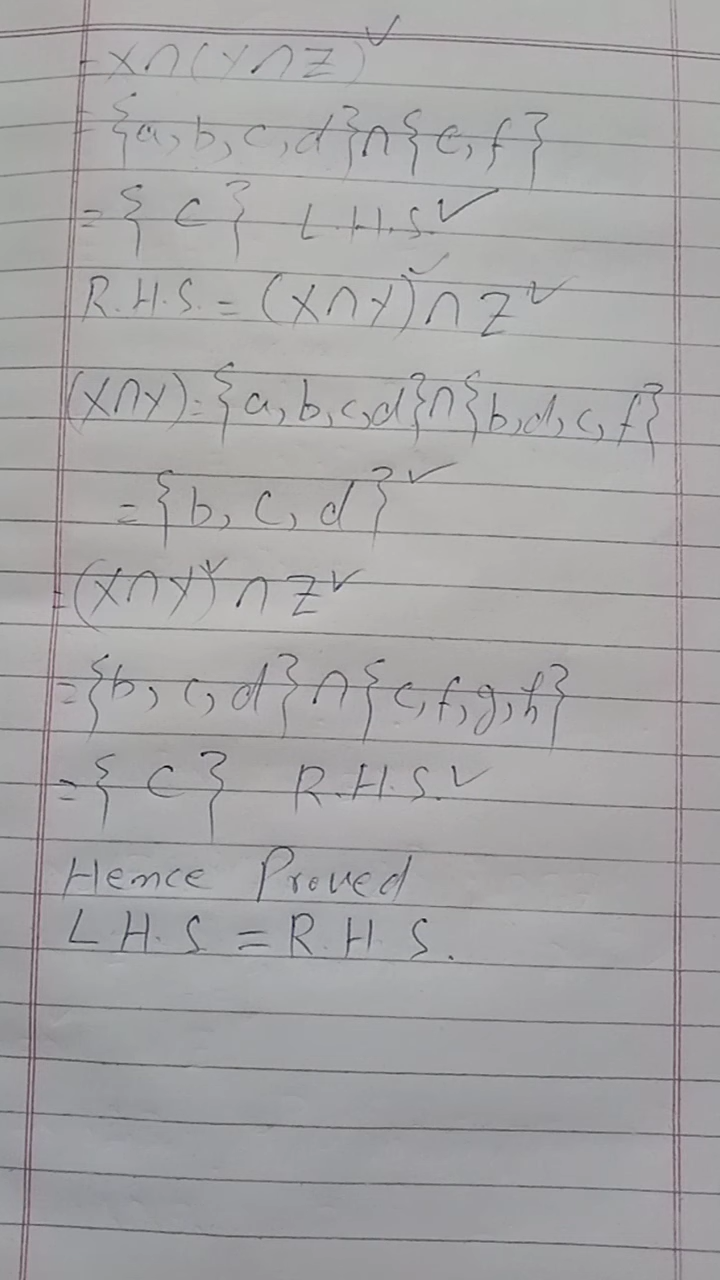 = X∩(Y∩Z) ✓
= {a, b, c, d}∩{c, f}
= { c } L.H.S. ✓
R.H.S. = (X∩Y) ✓∩ Z ✓
(X∩Y) = {a, b, c, d}∩{b, d, c, f}
= {b, c, d} ✓
= (X∩Y) ✓∩ Z ✓
= {b, c, d}∩{c, f, g, h}
= { c } R.H.S. ✓
Hence Proved
L.H.S = R.H.S.